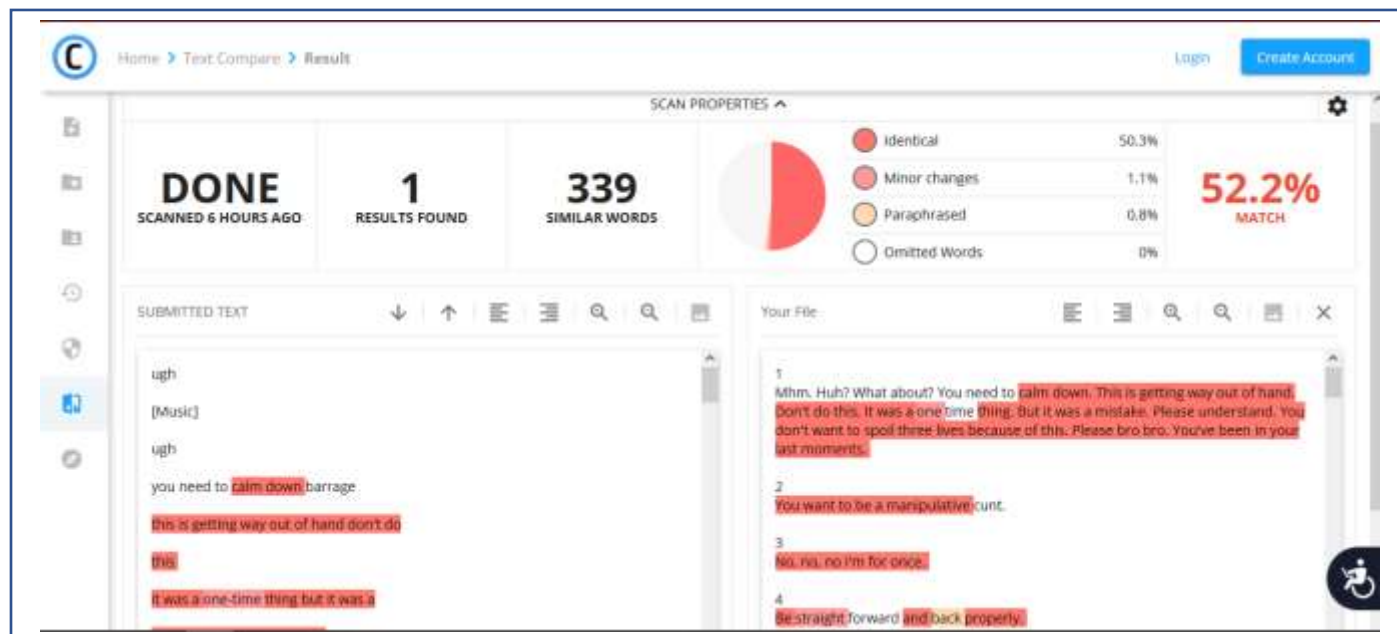 C Home > Text Compare > Result Login Create Account
SCAN PROPERTIES
DONE
SCANNED 6 HOURS AGO
1
RESULTS FOUND
339
SIMILAR WORDS
Identical 50.3%
Minor changes 1.1%
Paraphrased 0.8%
Omitted Words 0%
52.2%
MATCH
SUBMITTED TEXT
ugh
[Music]
ugh
you need to calm down barrage
this is getting way out of hand don't do
this
it was a one-time thing but it was a
Your File
1
Mhm. Huh? What about? You need to calm down. This is getting way out of hand.
Don't do this. It was a one time thing. But it was a mistake. Please understand. You
don't want to spoil three lives because of this. Please bro bro. You've been in your
last moments.
2
You want to be a manipulative cunt.
3
No, no, no I'm for once.
4
Be straight forward and back properly.